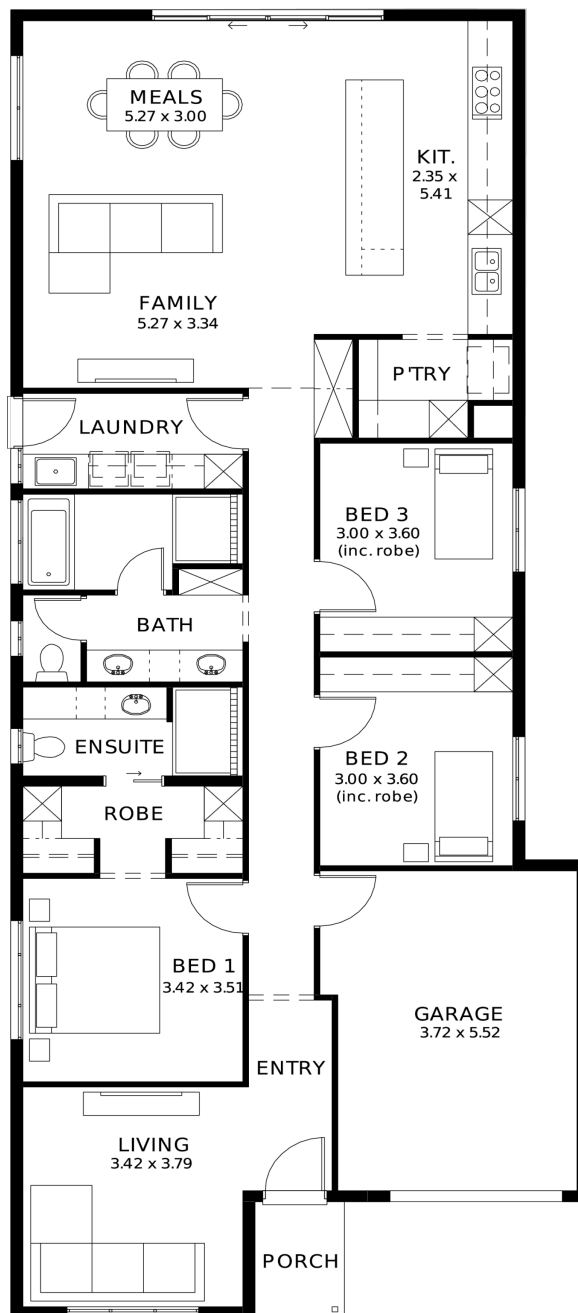 MEALS
5.27 x 3.00
KIT.
2.35 x
5.41
FAMILY
5.27 x 3.34
P'TRY
LAUNDRY
BED 3
3.00 x 3.60
(inc. robe)
BATH
ENSUITE
BED 2
3.00 x 3.60
(inc. robe)
ROBE
BED 1
3.42 x 3.51
GARAGE
3.72 x 5.52
ENTRY
LIVING
3.42 x 3.79
PORCH